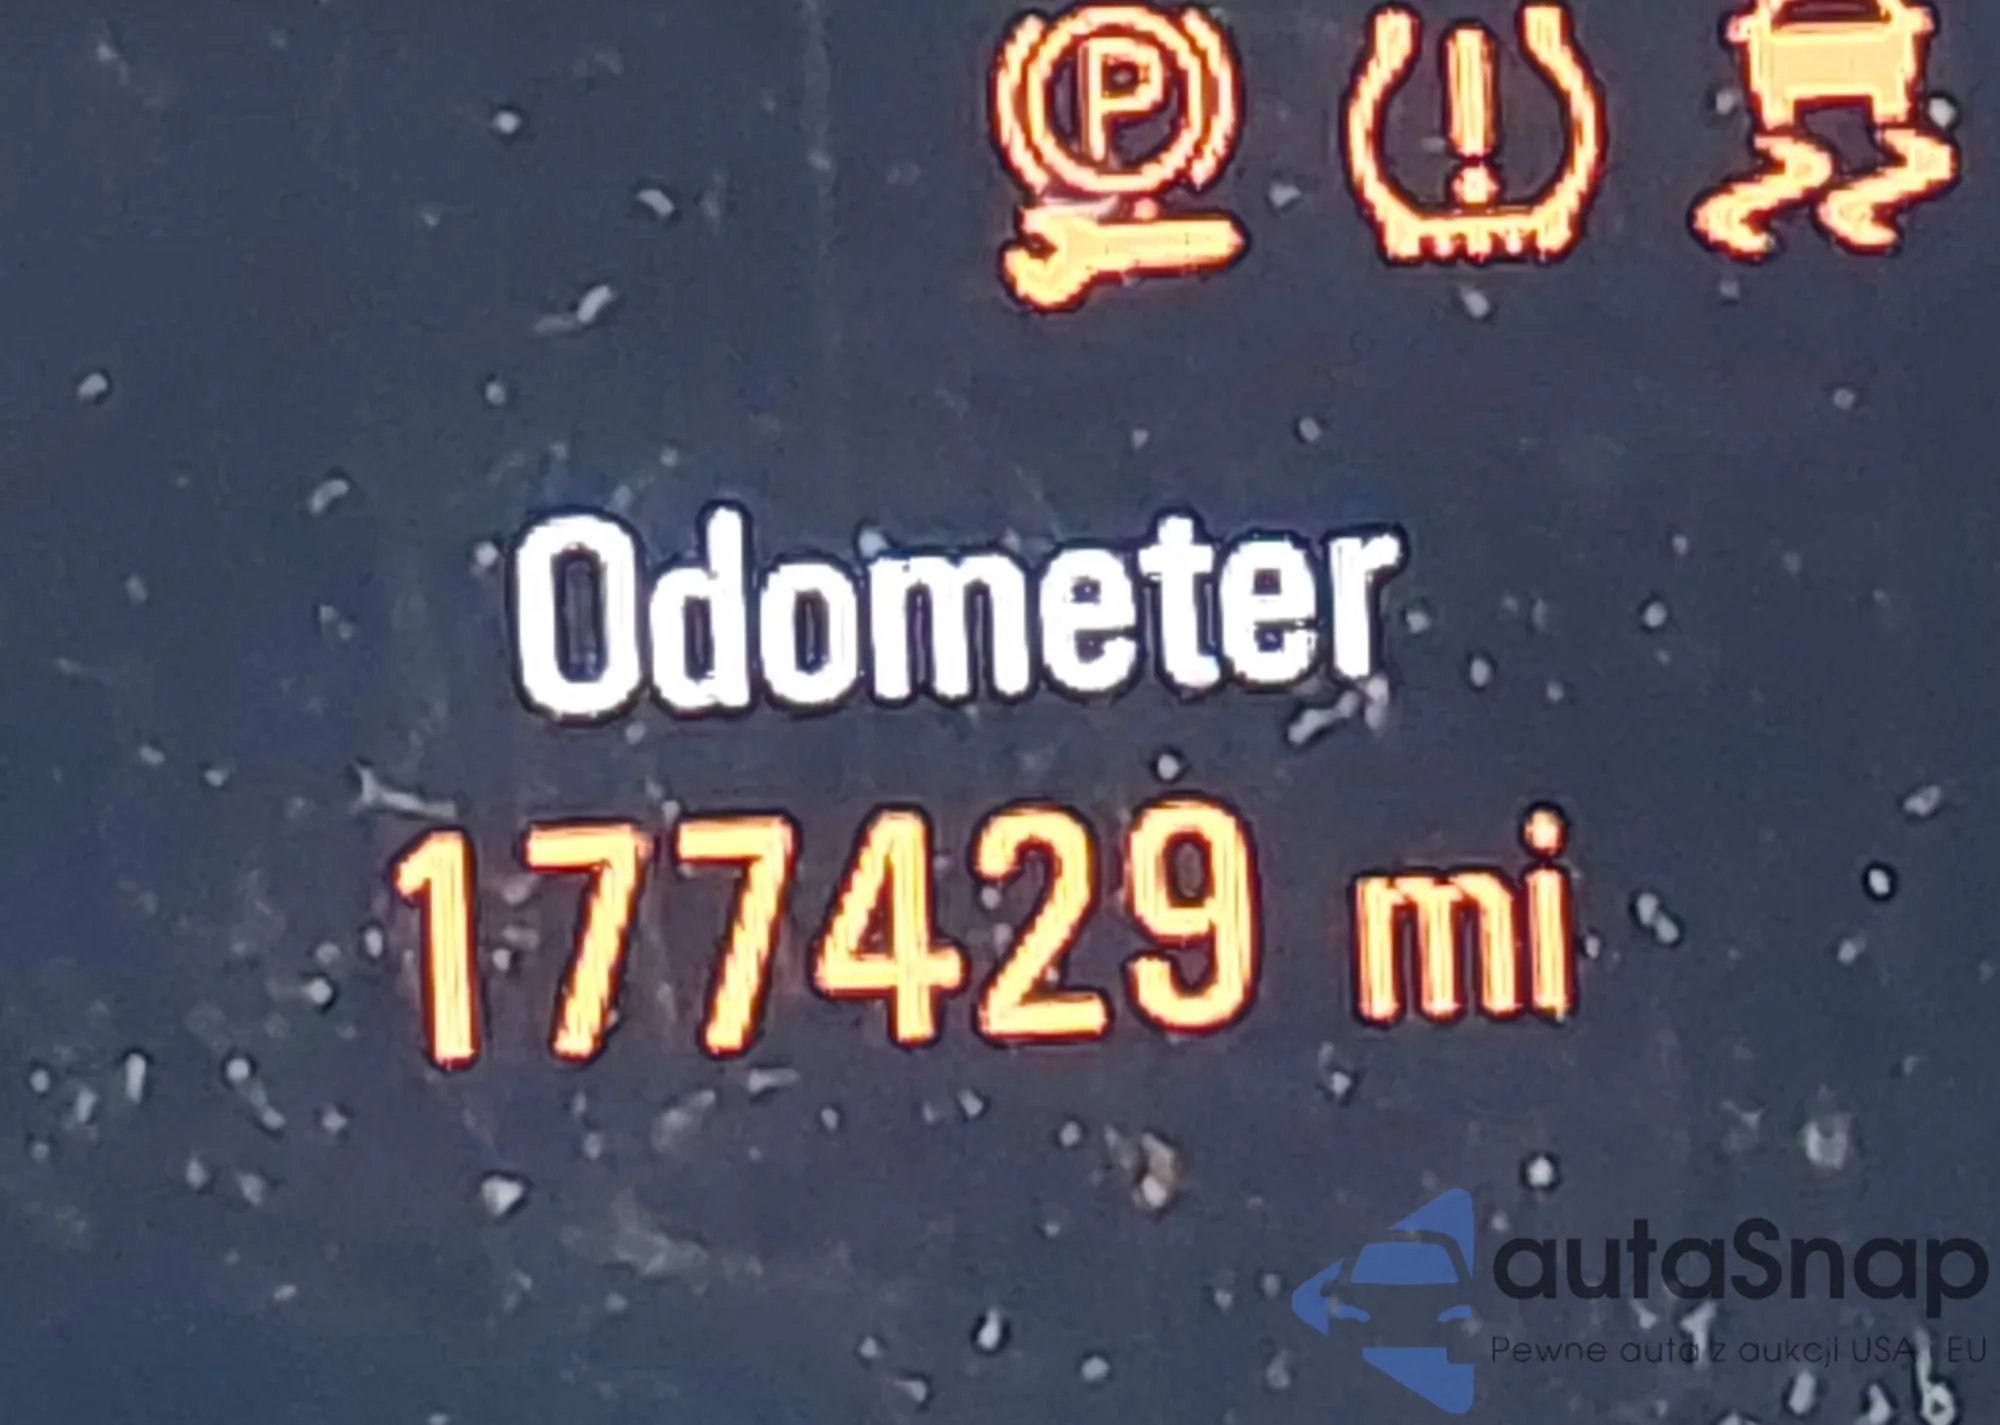 P
Odometer
177429 mi
autaSnap
Pewne auta z aukcji USA i EU